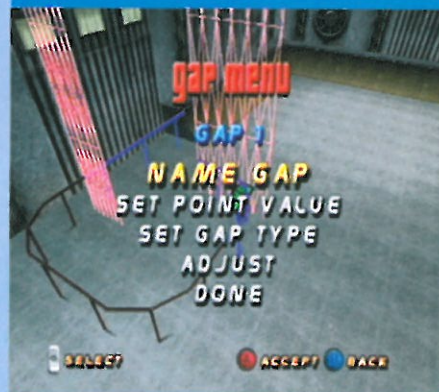 gap menu
GAP 1
NAME GAP
SET POINT VALUE
SET GAP TYPE
ADJUST
DONE
SELECT A ACCEPT B BACK